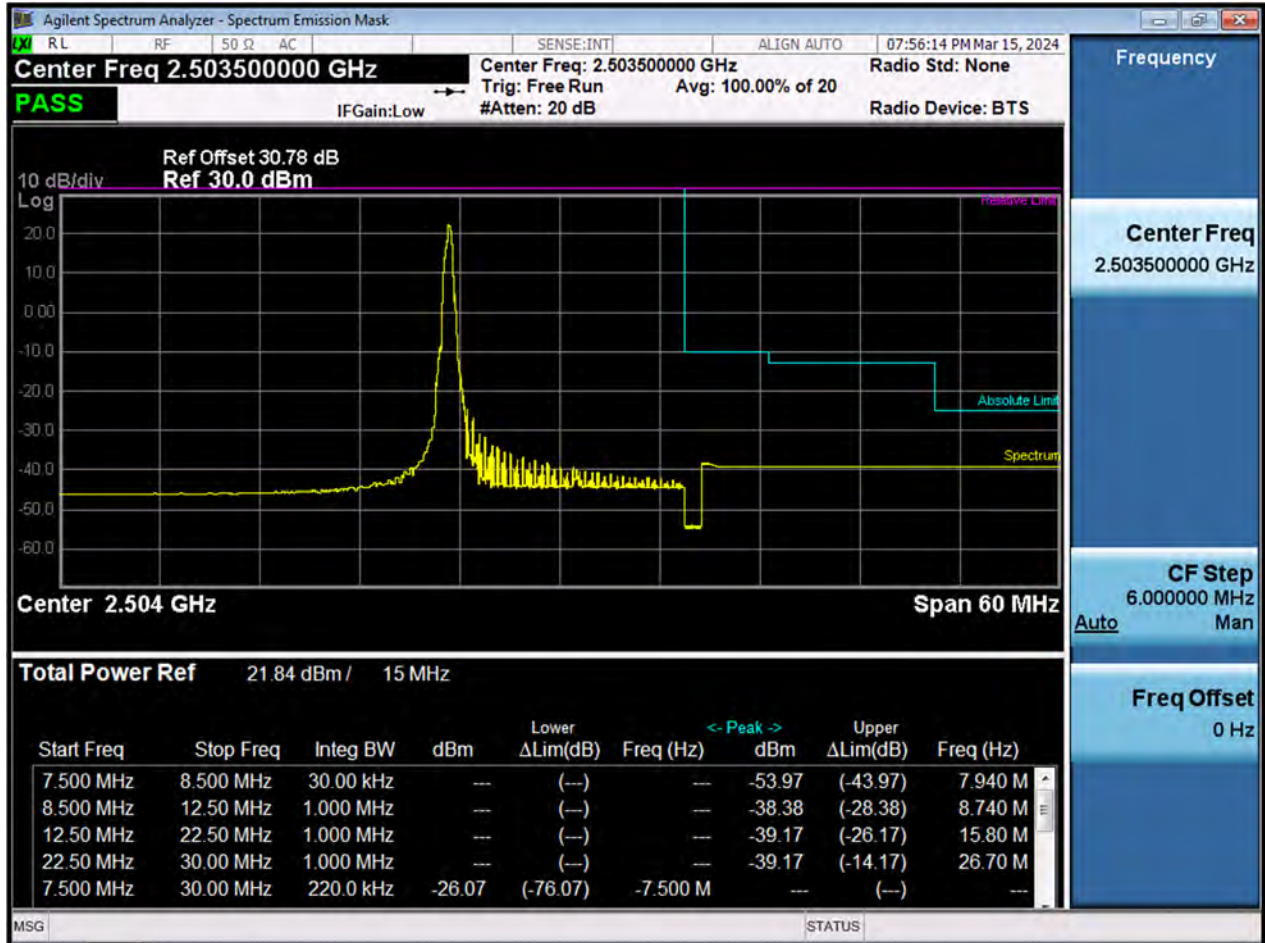 Agilent Spectrum Analyzer - Spectrum Emission Mask
LXI RL RF 50 Ω AC SENSE:INT ALIGN AUTO 07:56:14 PM Mar 15, 2024
Center Freq 2.503500000 GHz Center Freq: 2.503500000 GHz Radio Std: None
Trig: Free Run Avg: 100.00% of 20
PASS IFGain:Low #Atten: 20 dB Radio Device: BTS
Ref Offset 30.78 dB
10 dB/div Ref 30.0 dBm
Log
Relative Limit
20.0
10.0
0.00
-10.0
-20.0
Absolute Limit
-30.0
Spectrum
-40.0
-50.0
-60.0
Center 2.504 GHz Span 60 MHz
Total Power Ref 21.84 dBm / 15 MHz
Lower <- Peak -> Upper
Start Freq Stop Freq Integ BW dBm ΔLim(dB) Freq (Hz) dBm ΔLim(dB) Freq (Hz)
7.500 MHz 8.500 MHz 30.00 kHz --- (---) --- -53.97 (-43.97) 7.940 M
8.500 MHz 12.50 MHz 1.000 MHz --- (---) --- -38.38 (-28.38) 8.740 M
12.50 MHz 22.50 MHz 1.000 MHz --- (---) --- -39.17 (-26.17) 15.80 M
22.50 MHz 30.00 MHz 1.000 MHz --- (---) --- -39.17 (-14.17) 26.70 M
7.500 MHz 30.00 MHz 220.0 kHz -26.07 (-76.07) -7.500 M --- (---) ---
MSG STATUS
Frequency
Center Freq
2.503500000 GHz
CF Step
6.000000 MHz
Auto Man
Freq Offset
0 Hz